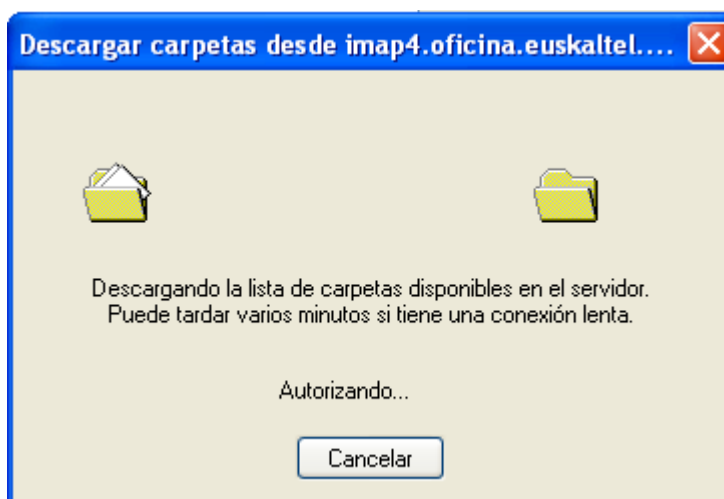 Descargar carpetas desde imap4.oficina.euskaltel....
Descargando la lista de carpetas disponibles en el servidor.
Puede tardar varios minutos si tiene una conexión lenta.
Autorizando...
Cancelar